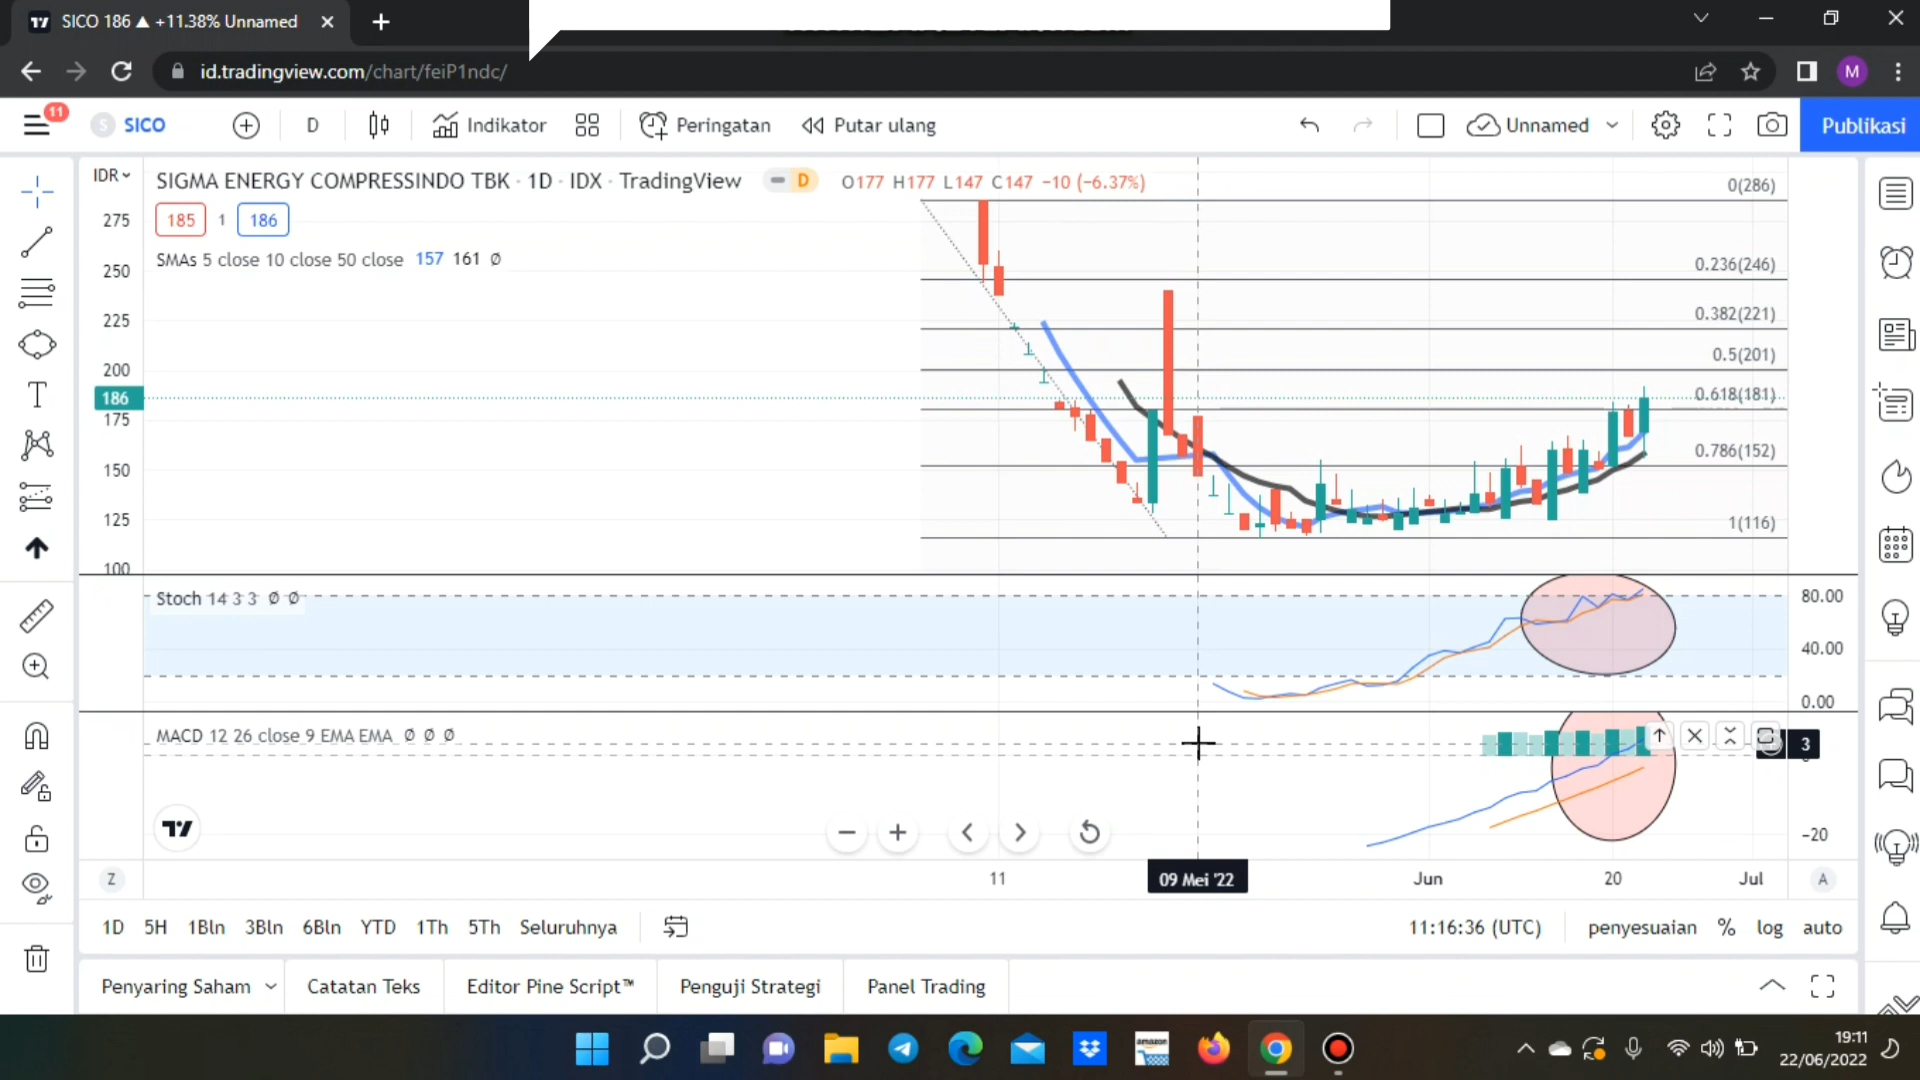 SICO 186 ▲ +11.38% Unnamed
id.tradingview.com/chart/feiP1ndc/
M
11
S SICO
D
Indikator
Peringatan
Putar ulang
Unnamed
Publikasi
IDR
SIGMA ENERGY COMPRESSINDO TBK · 1D · IDX · TradingView
D
O177 H177 L147 C147 −10 (−6.37%)
185 1 186
SMAs 5 close 10 close 50 close 157 161 Ø
275
250
225
200
186
175
150
125
100
0(286)
0.236(246)
0.382(221)
0.5(201)
0.618(181)
0.786(152)
1(116)
Stoch 14 3 3 Ø Ø
80.00
40.00
0.00
MACD 12 26 close 9 EMA EMA Ø Ø Ø
3
−20
Z
11
09 Mei '22
Jun
20
Jul
A
1D 5H 1Bln 3Bln 6Bln YTD 1Th 5Th Seluruhnya
11:16:36 (UTC)
penyesuaian % log auto
Penyaring Saham
Catatan Teks
Editor Pine Script™
Penguji Strategi
Panel Trading
amazon
19:11
22/06/2022